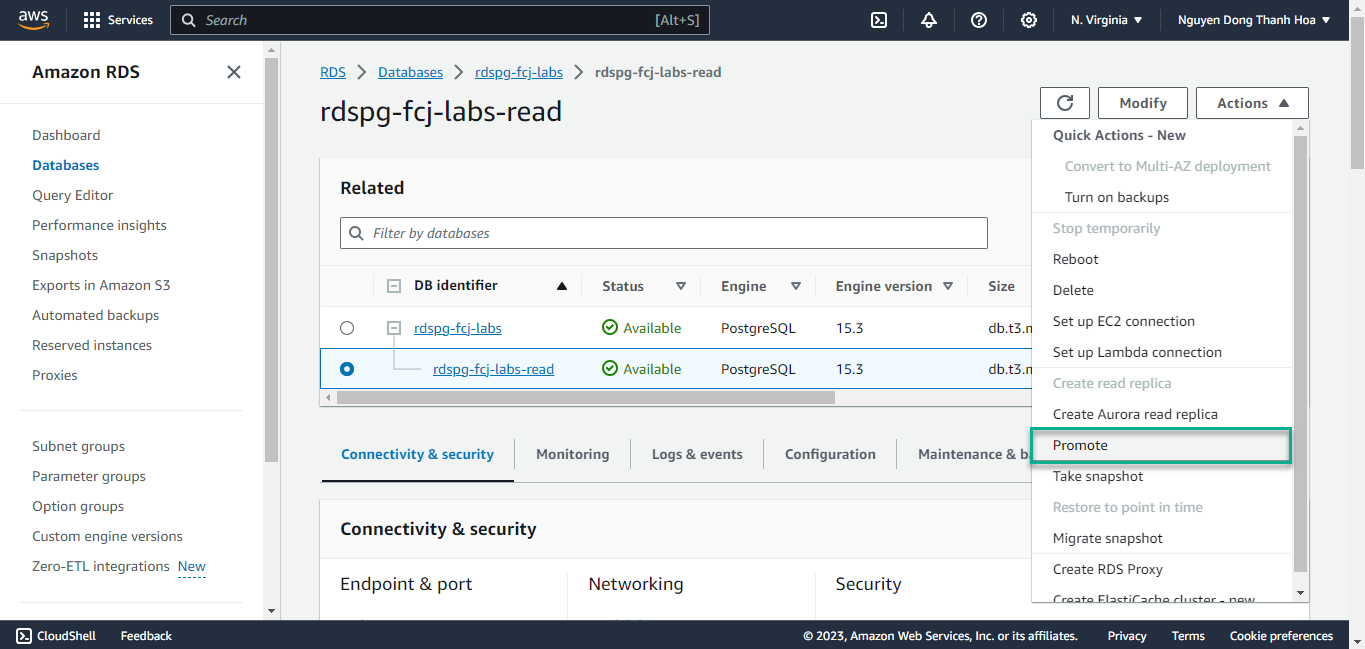 aws
Services
Search
[Alt+S]
N. Virginia
Nguyen Dong Thanh Hoa
Amazon RDS
Dashboard
Databases
Query Editor
Performance insights
Snapshots
Exports in Amazon S3
Automated backups
Reserved instances
Proxies
Subnet groups
Parameter groups
Option groups
Custom engine versions
Zero-ETL integrations New
RDS
Databases
rdspg-fcj-labs
rdspg-fcj-labs-read
rdspg-fcj-labs-read
Modify
Actions
Related
Filter by databases
DB identifier
Status
Engine
Engine version
Size
rdspg-fcj-labs
Available
PostgreSQL
15.3
db.t3.
rdspg-fcj-labs-read
Available
PostgreSQL
15.3
db.t3.
Connectivity & security
Monitoring
Logs & events
Configuration
Maintenance &
Connectivity & security
Endpoint & port
Networking
Security
Quick Actions - New
Convert to Multi-AZ deployment
Turn on backups
Stop temporarily
Reboot
Delete
Set up EC2 connection
Set up Lambda connection
Create read replica
Create Aurora read replica
Promote
Take snapshot
Restore to point in time
Migrate snapshot
Create RDS Proxy
Create ElastiCache cluster - new
CloudShell
Feedback
© 2023, Amazon Web Services, Inc. or its affiliates.
Privacy
Terms
Cookie preferences